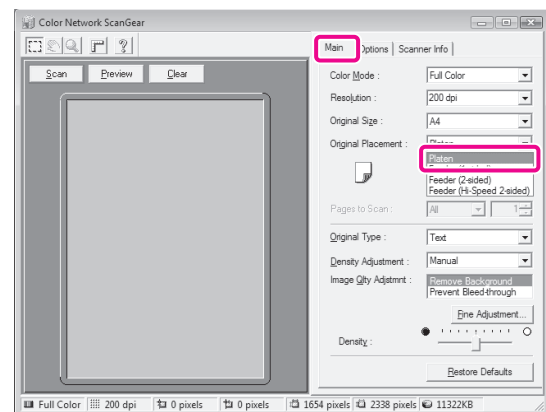 Color Network ScanGear
Main Options Scanner Info
Scan Preview Clear
Color Mode : Full Color
Resolution : 200 dpi
Original Size : A4
Original Placement : Platen
Platen
Feeder (2-sided)
Feeder (Hi-Speed 2-sided)
Pages to Scan : All 1
Original Type : Text
Density Adjustment : Manual
Image Qlty Adjstmnt : Remove Background
Prevent Bleed-through
Fine Adjustment...
Density :
Restore Defaults
Full Color 200 dpi 0 pixels 0 pixels 1654 pixels 2338 pixels 11322KB